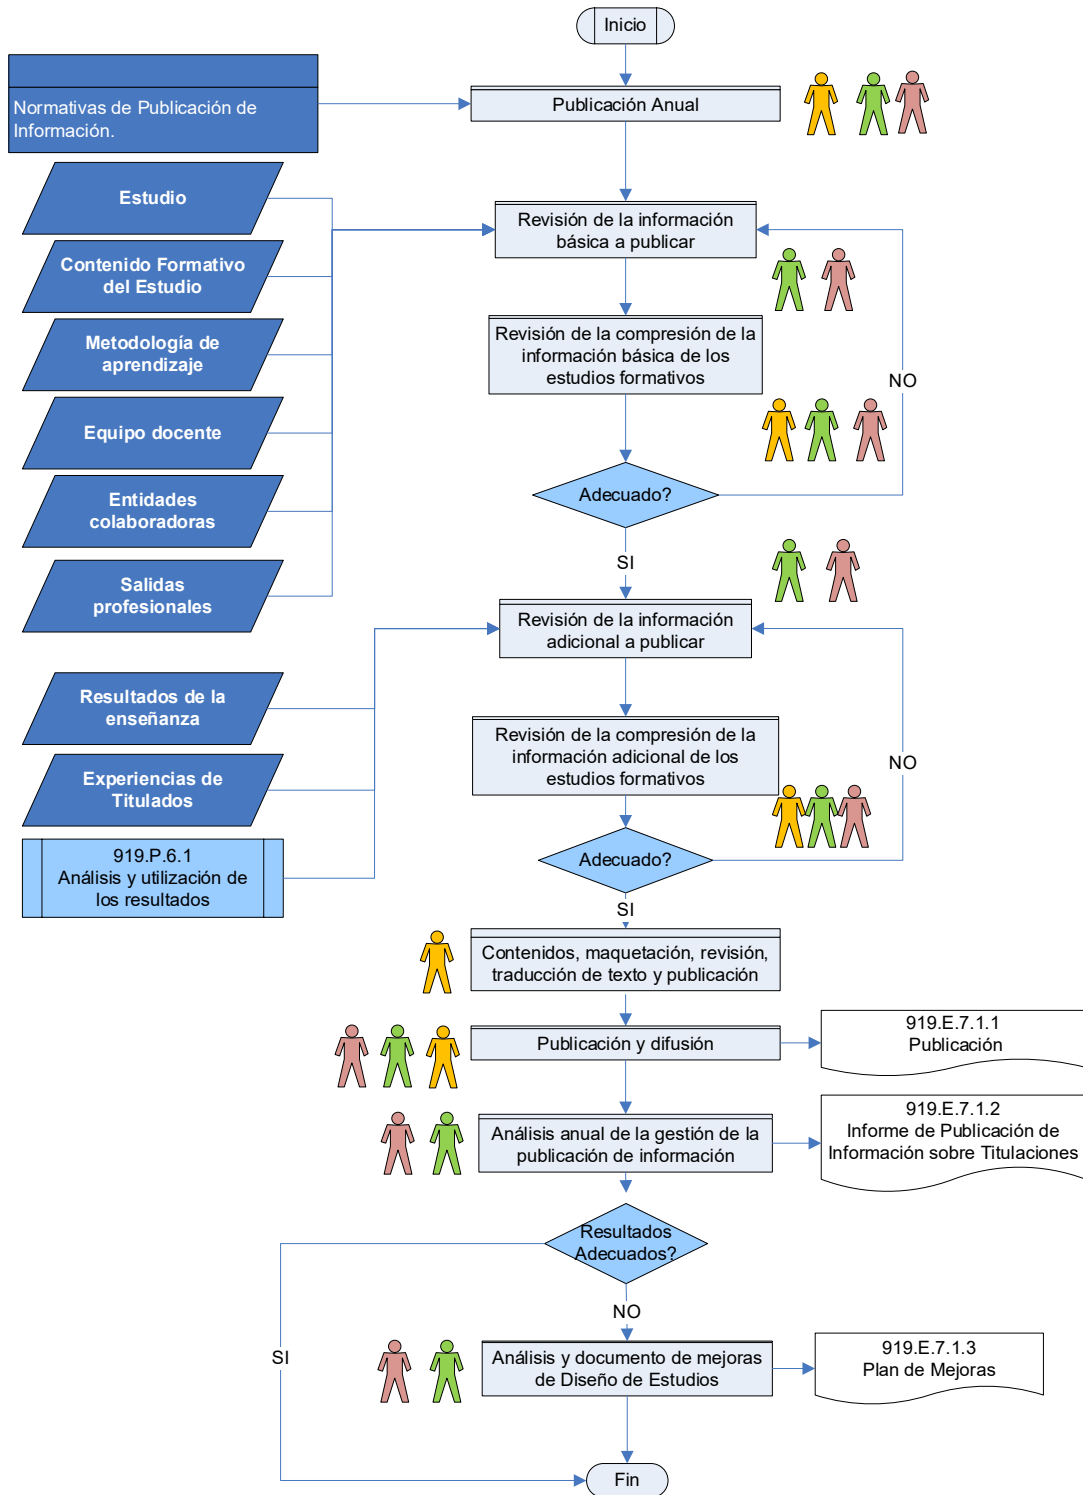 Inicio
Normativas de Publicación de
Información.
Publicación Anual
Estudio
Revisión de la información
básica a publicar
Contenido Formativo
del Estudio
Metodología de
aprendizaje
Revisión de la compresión de la
información básica de los
estudios formativos
NO
Equipo docente
Entidades
colaboradoras
Adecuado?
SI
Salidas
profesionales
Revisión de la información
adicional a publicar
Resultados de la
enseñanza
Revisión de la compresión de la
información adicional de los
estudios formativos
NO
Experiencias de
Titulados
919.P.6.1
Análisis y utilización de
los resultados
Adecuado?
SI
Contenidos, maquetación, revisión,
traducción de texto y publicación
Publicación y difusión
919.E.7.1.1
Publicación
Análisis anual de la gestión de la
publicación de información
919.E.7.1.2
Informe de Publicación de
Información sobre Titulaciones
Resultados
Adecuados?
NO
SI
Análisis y documento de mejoras
de Diseño de Estudios
919.E.7.1.3
Plan de Mejoras
Fin